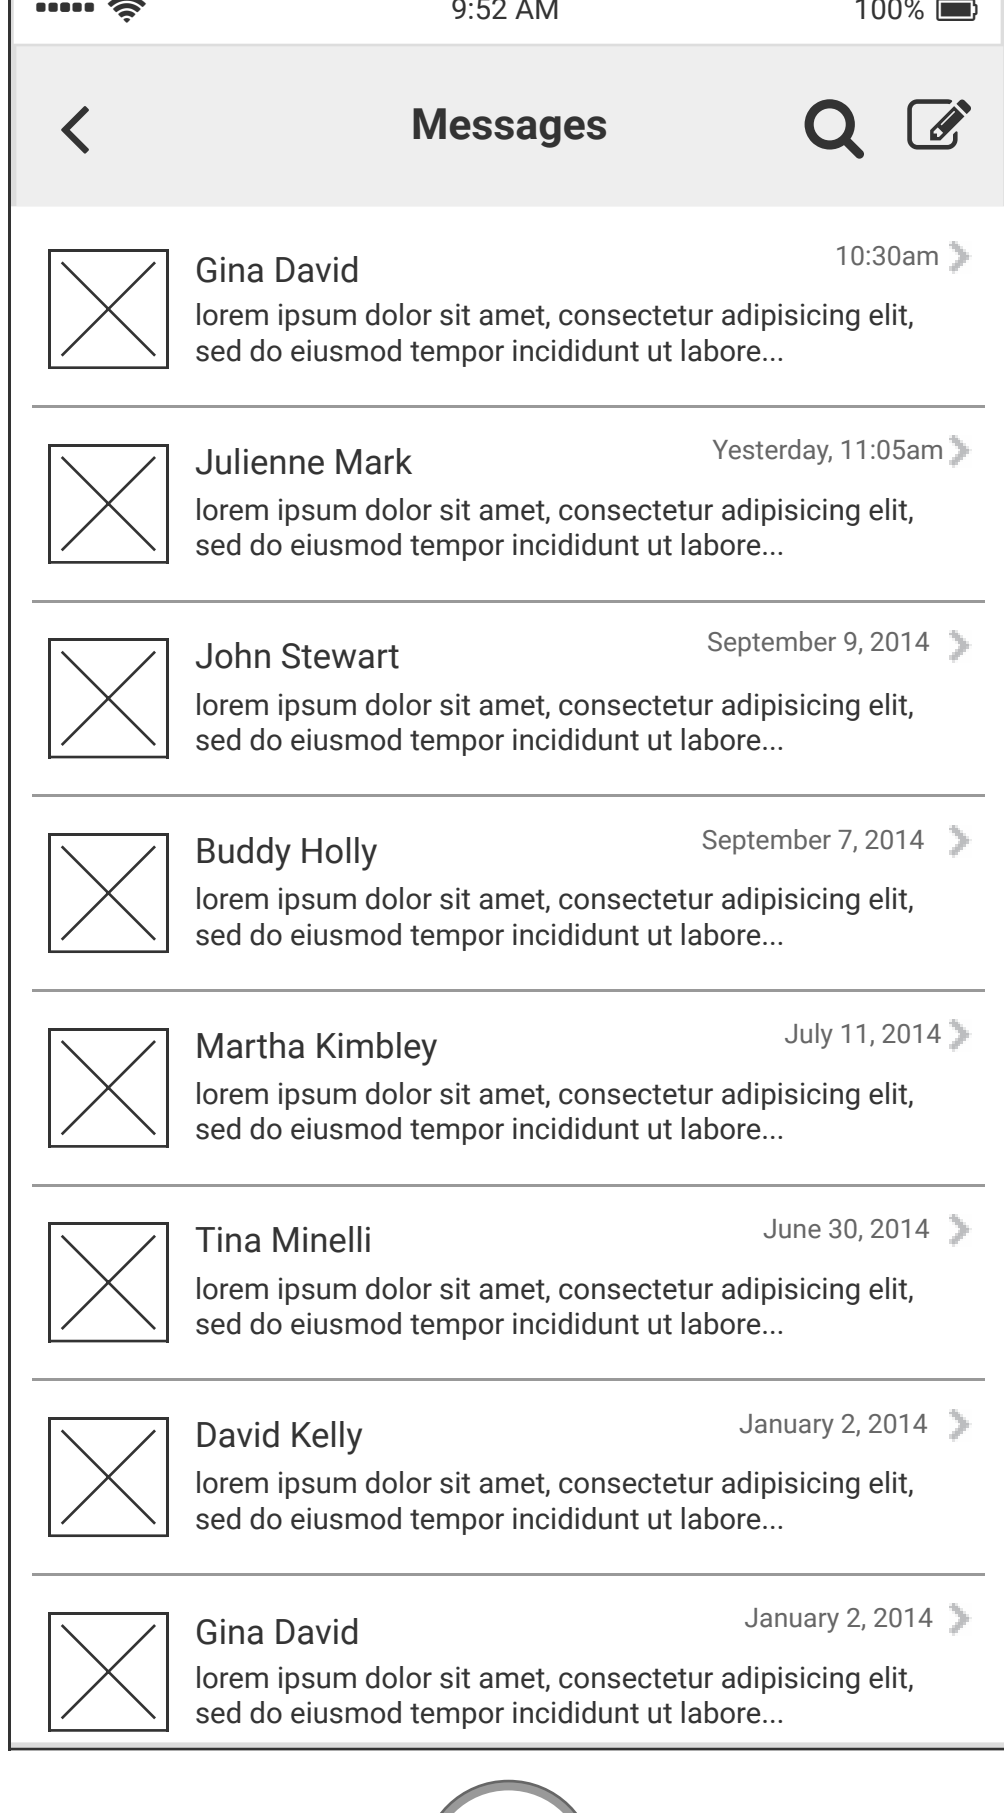 9:52 AM
100%
Messages
Gina David
10:30am
lorem ipsum dolor sit amet, consectetur adipisicing elit,
sed do eiusmod tempor incididunt ut labore...
Julienne Mark
Yesterday, 11:05am
lorem ipsum dolor sit amet, consectetur adipisicing elit,
sed do eiusmod tempor incididunt ut labore...
John Stewart
September 9, 2014
lorem ipsum dolor sit amet, consectetur adipisicing elit,
sed do eiusmod tempor incididunt ut labore...
Buddy Holly
September 7, 2014
lorem ipsum dolor sit amet, consectetur adipisicing elit,
sed do eiusmod tempor incididunt ut labore...
Martha Kimbley
July 11, 2014
lorem ipsum dolor sit amet, consectetur adipisicing elit,
sed do eiusmod tempor incididunt ut labore...
Tina Minelli
June 30, 2014
lorem ipsum dolor sit amet, consectetur adipisicing elit,
sed do eiusmod tempor incididunt ut labore...
David Kelly
January 2, 2014
lorem ipsum dolor sit amet, consectetur adipisicing elit,
sed do eiusmod tempor incididunt ut labore...
Gina David
January 2, 2014
lorem ipsum dolor sit amet, consectetur adipisicing elit,
sed do eiusmod tempor incididunt ut labore...